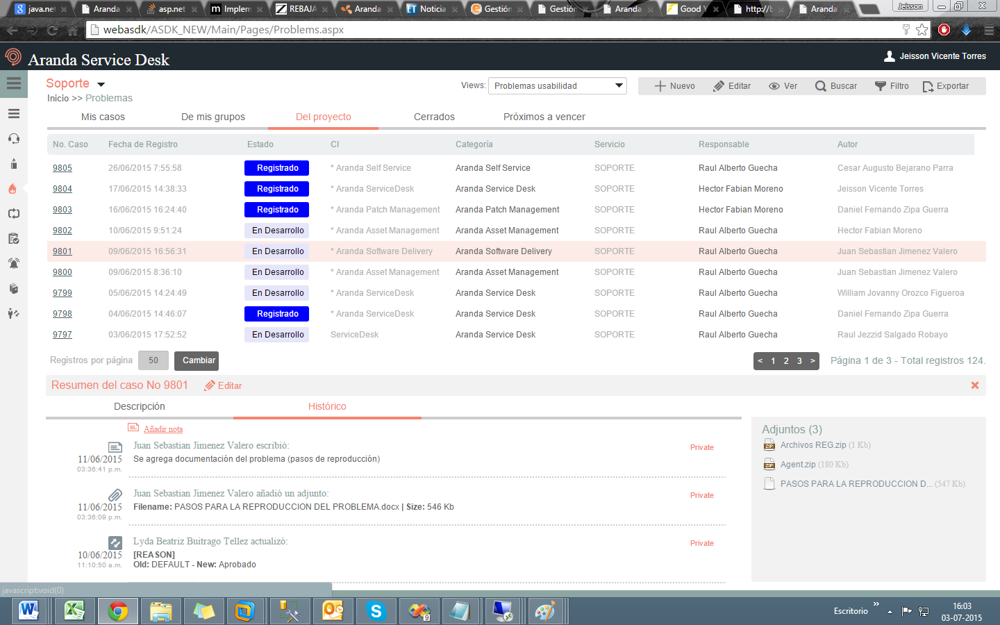 java.net
Aranda
asp.net
Implem
REBAJA
Aranda
Noticia
Gestión
Gestión
Aranda
Good Y
http://b
Aranda
Jeisson
webasdk/ASDK_NEW/Main/Pages/Problems.aspx
Aranda Service Desk
Jeisson Vicente Torres
Soporte
Inicio >> Problemas
Views: Problemas usabilidad
Nuevo Editar Ver Buscar Filtro Exportar
Mis casos De mis grupos Del proyecto Cerrados Próximos a vencer
No. Caso Fecha de Registro Estado CI Categoría Servicio Responsable Autor
9805 26/06/2015 7:55:58 Registrado * Aranda Self Service Aranda Self Service SOPORTE Raul Alberto Guecha Cesar Augusto Bejarano Parra
9804 17/06/2015 14:38:33 Registrado * Aranda ServiceDesk Aranda Service Desk SOPORTE Hector Fabian Moreno Jeisson Vicente Torres
9803 16/06/2015 16:24:40 Registrado * Aranda Patch Management Aranda Patch Management SOPORTE Hector Fabian Moreno Daniel Fernando Zipa Guerra
9802 10/06/2015 9:51:24 En Desarrollo * Aranda Asset Management Aranda Asset Management SOPORTE Raul Alberto Guecha Hector Fabian Moreno
9801 09/06/2015 16:56:31 En Desarrollo * Aranda Software Delivery Aranda Software Delivery SOPORTE Raul Alberto Guecha Juan Sebastian Jimenez Valero
9800 09/06/2015 8:36:10 En Desarrollo * Aranda Asset Management Aranda Asset Management SOPORTE Raul Alberto Guecha Juan Sebastian Jimenez Valero
9799 05/06/2015 14:24:49 En Desarrollo * Aranda ServiceDesk Aranda Service Desk SOPORTE Raul Alberto Guecha William Jovanny Orozco Figueroa
9798 04/06/2015 14:46:07 Registrado * Aranda ServiceDesk Aranda Service Desk SOPORTE Raul Alberto Guecha Daniel Fernando Zipa Guerra
9797 03/06/2015 17:52:52 En Desarrollo ServiceDesk Aranda Service Desk SOPORTE Raul Alberto Guecha Raul Jezzid Salgado Robayo
Registros por página 50 Cambiar
< 1 2 3 > Página 1 de 3 - Total registros 124.
Resumen del caso No 9801 Editar
Descripción Histórico
Añadir nota
Juan Sebastian Jimenez Valero escribió:
Private
11/06/2015
03:36:41 p.m.
Se agrega documentación del problema (pasos de reproducción)
Juan Sebastian Jimenez Valero añadió un adjunto:
Private
11/06/2015
03:36:09 p.m.
Filename: PASOS PARA LA REPRODUCCION DEL PROBLEMA.docx | Size: 546 Kb
Lyda Beatriz Buitrago Tellez actualizò:
Private
10/06/2015
11:10:50 a.m.
[REASON]
Old: DEFAULT - New: Aprobado
Adjuntos (3)
Archivos REG.zip (1 Kb)
Agent.zip (180 Kb)
PASOS PARA LA REPRODUCCION D... (547 Kb)
javascript:void(0)
Escritorio
16:03
03-07-2015